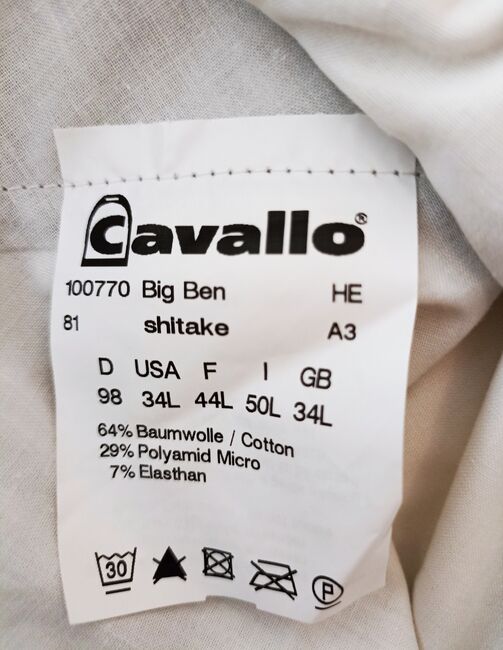 Cavallo®
100770 Big Ben HE
81 shitake A3
D USA F I GB
98 34L 44L 50L 34L
64% Baumwolle / Cotton
29% Polyamid Micro
7% Elasthan
30 P